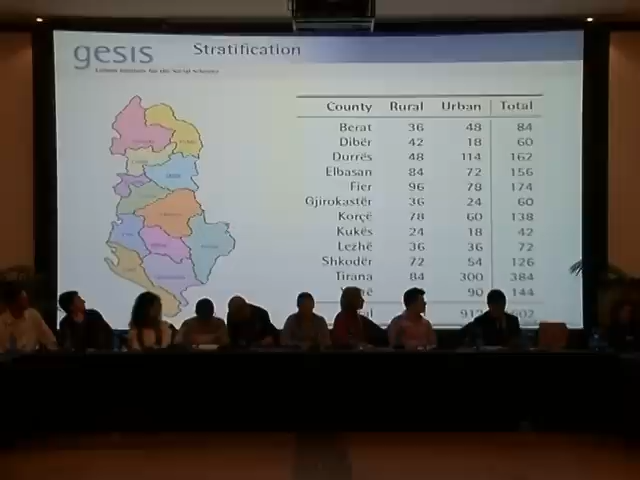 gesis
Stratification
Leibniz Institute for the Social Sciences
County Rural Urban Total
Berat 36 48 84
Dibër 42 18 60
Durrës 48 114 162
Elbasan 84 72 156
Fier 96 78 174
Gjirokastër 36 24 60
Korçë 78 60 138
Kukës 24 18 42
Lezhë 36 36 72
Shkodër 72 54 126
Tirana 84 300 384
90 144